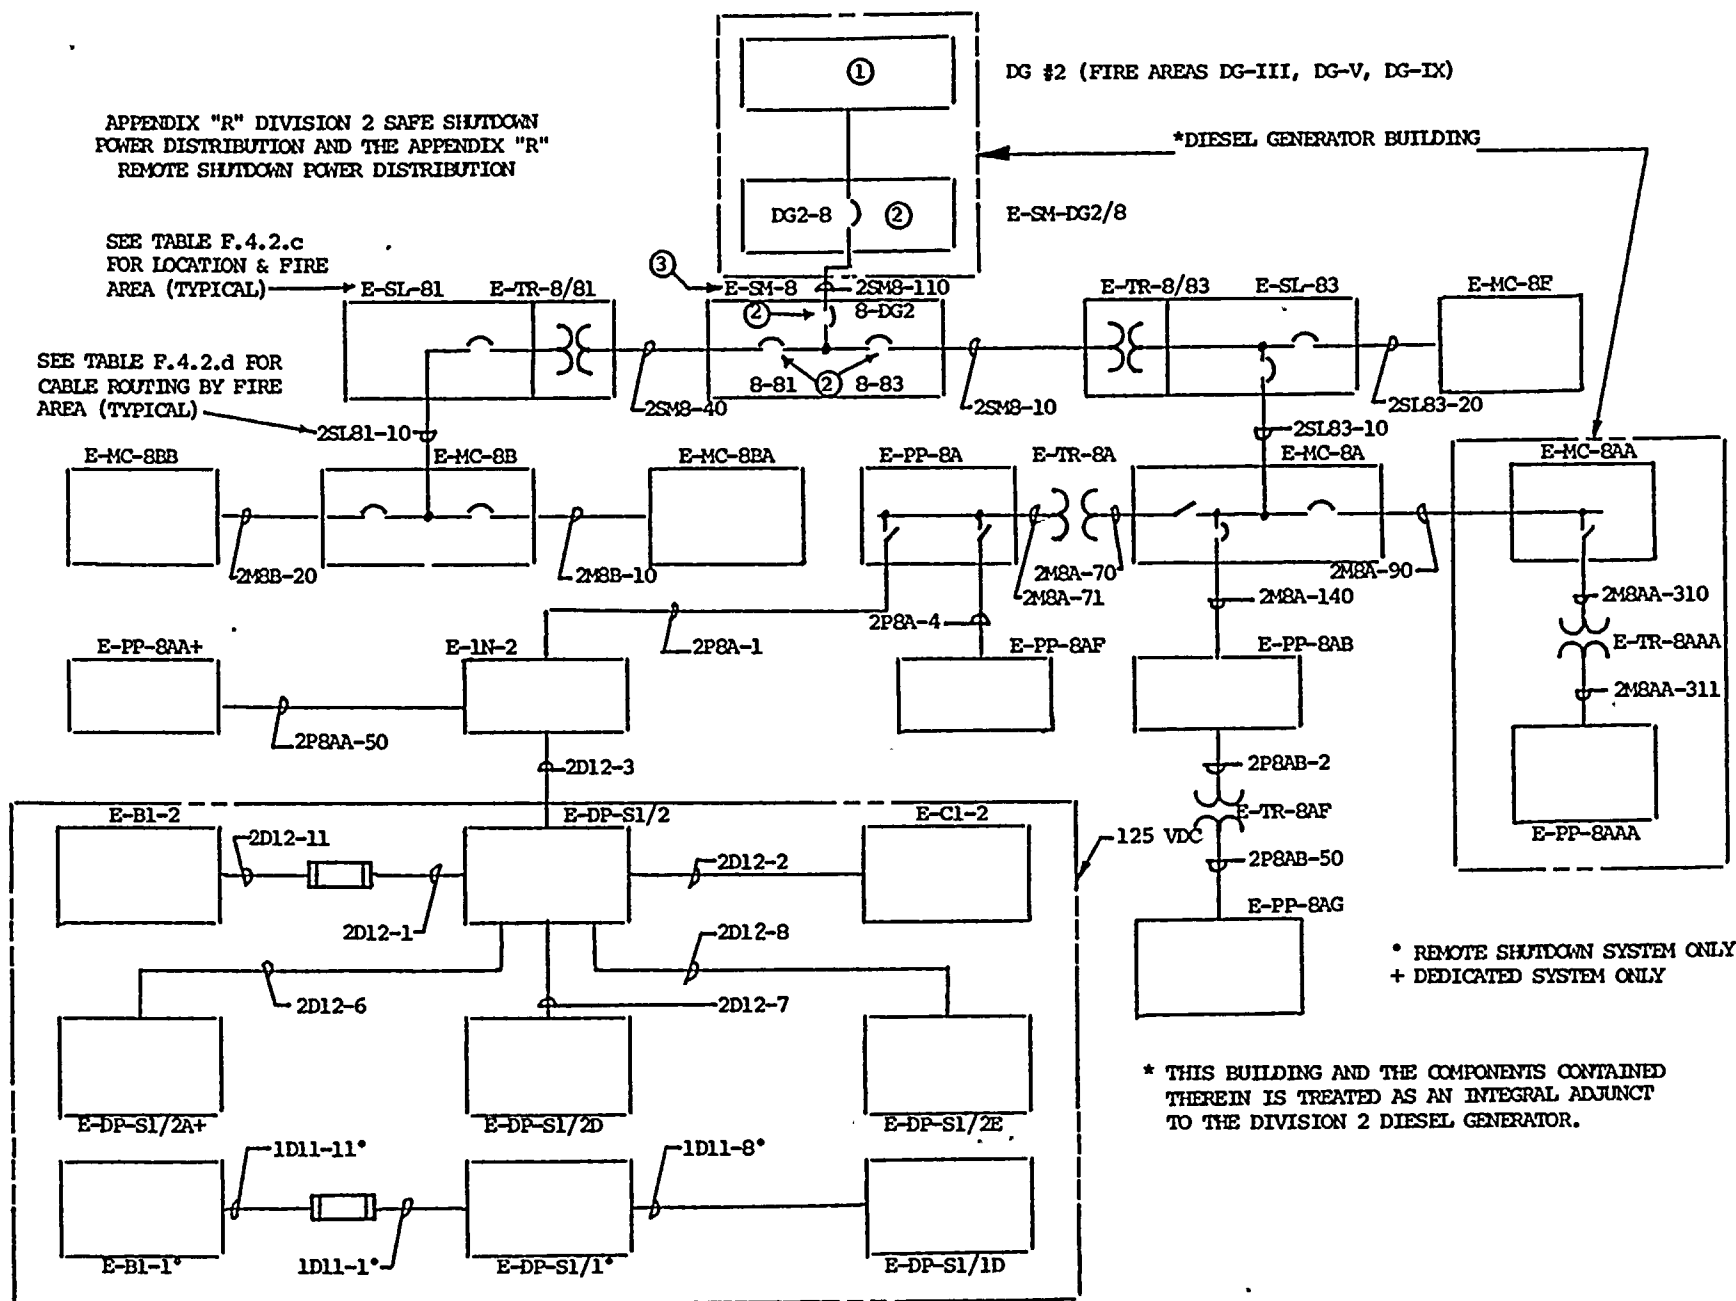 ①
DG #2 (FIRE AREAS DG-III, DG-V, DG-IX)
APPENDIX "R" DIVISION 2 SAFE SHUTDOWN
POWER DISTRIBUTION AND THE APPENDIX "R"
REMOTE SHUTDOWN POWER DISTRIBUTION
*DIESEL GENERATOR BUILDING
DG2-8
②
E-SM-DG2/8
SEE TABLE F.4.2.c
FOR LOCATION & FIRE
AREA (TYPICAL)
③
E-SL-81
E-TR-8/81
E-SM-8
2SM8-110
E-TR-8/83
E-SL-83
E-MC-8F
②
8-DG2
8-81
②
8-83
SEE TABLE F.4.2.d FOR
CABLE ROUTING BY FIRE
AREA (TYPICAL)
2SM8-40
2SM8-10
2SL83-20
2SL81-10
2SL83-10
E-MC-8BB
E-MC-8B
E-MC-8BA
E-PP-8A
E-TR-8A
E-MC-8A
E-MC-8AA
2M8B-20
2M8B-10
2M8A-70
2M8A-71
2M8A-90
2M8A-140
2M8AA-310
2P8A-4
2P8A-1
E-PP-8AA+
E-1N-2
E-PP-8AF
E-PP-8AB
E-TR-8AAA
2M8AA-311
2P8AA-50
2D12-3
2P8AB-2
E-TR-8AF
E-PP-8AAA
2P8AB-50
125 VDC
E-B1-2
E-DP-S1/2
E-C1-2
2D12-11
2D12-2
2D12-1
2D12-8
E-PP-8AG
2D12-6
2D12-7
• REMOTE SHUTDOWN SYSTEM ONLY
+ DEDICATED SYSTEM ONLY
E-DP-S1/2A+
E-DP-S1/2D
E-DP-S1/2E
* THIS BUILDING AND THE COMPONENTS CONTAINED
THEREIN IS TREATED AS AN INTEGRAL ADJUNCT
TO THE DIVISION 2 DIESEL GENERATOR.
1D11-11•
1D11-8•
E-B1-1•
1D11-1•
E-DP-S1/1•
E-DP-S1/1D